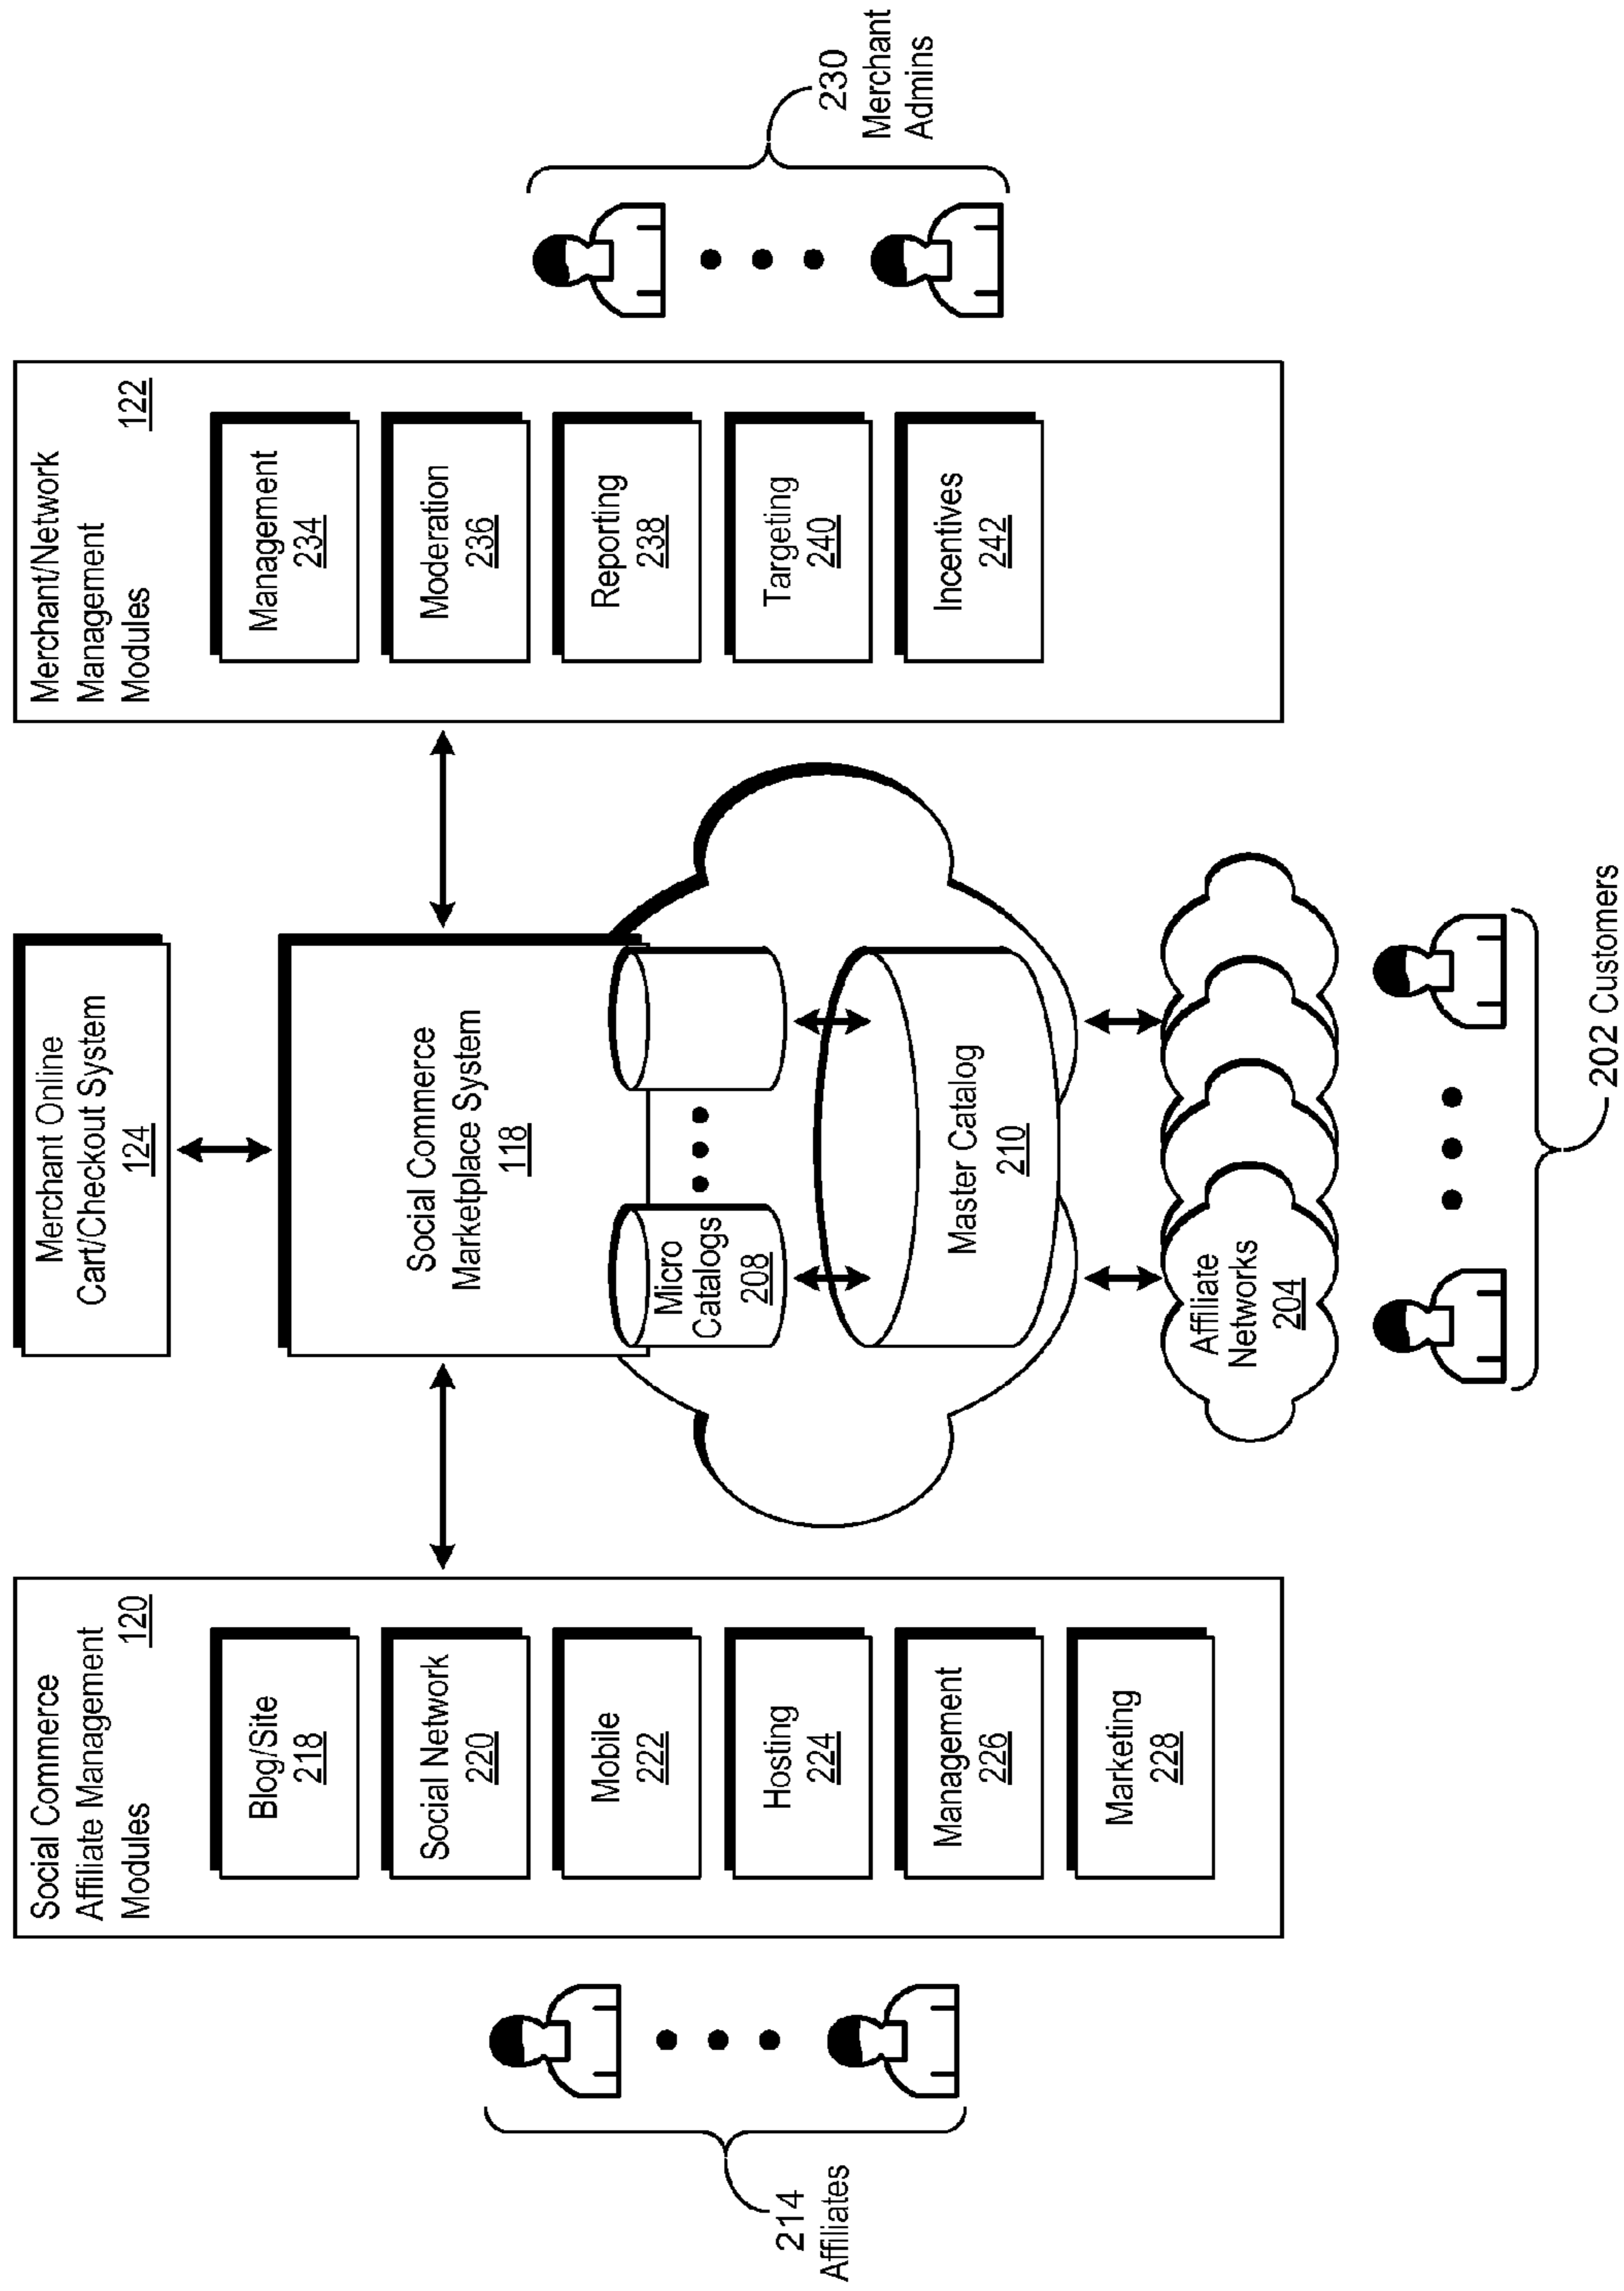 Merchant Online
Cart/Checkout System
124
Social Commerce
Affiliate Management
Modules
120
Blog/Site
218
Social Network
220
Mobile
222
Hosting
224
Management
226
Marketing
228
214
Affiliates
Social Commerce
Marketplace System
118
Micro
Catalogs
208
Master Catalog
210
Affiliate
Networks
204
202 Customers
Merchant/Network
Management
Modules
122
Management
234
Moderation
236
Reporting
238
Targeting
240
Incentives
242
230
Merchant
Admins